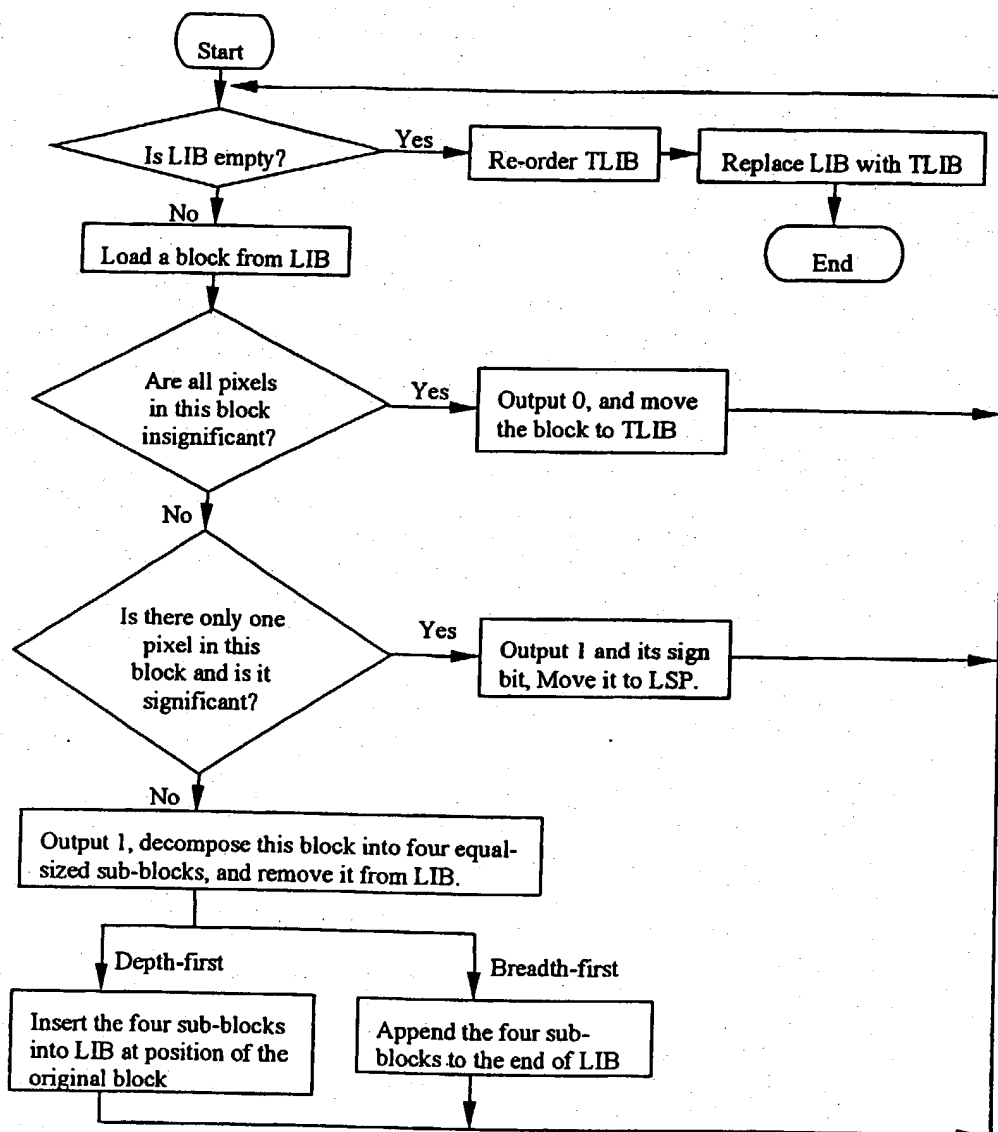 Start
Is LIB empty?
Yes
Re-order TLIB
Replace LIB with TLIB
End
No
Load a block from LIB
Are all pixels
in this block
insignificant?
Yes
Output 0, and move
the block to TLIB
No
Is there only one
pixel in this
block and is it
significant?
Yes
Output 1 and its sign
bit, Move it to LSP.
No
Output 1, decompose this block into four equal-
sized sub-blocks, and remove it from LIB.
Depth-first
Breadth-first
Insert the four sub-blocks
into LIB at position of the
original block
Append the four sub-
blocks to the end of LIB